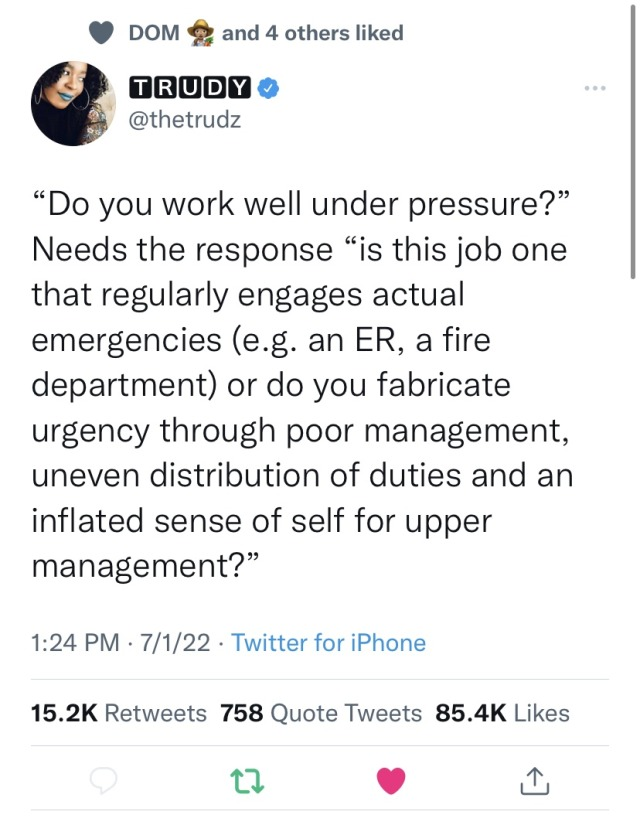 DOM and 4 others liked
TRUDY
@thetrudz
“Do you work well under pressure?”
Needs the response “is this job one
that regularly engages actual
emergencies (e.g. an ER, a fire
department) or do you fabricate
urgency through poor management,
uneven distribution of duties and an
inflated sense of self for upper
management?”
1:24 PM · 7/1/22 · Twitter for iPhone
15.2K Retweets 758 Quote Tweets 85.4K Likes